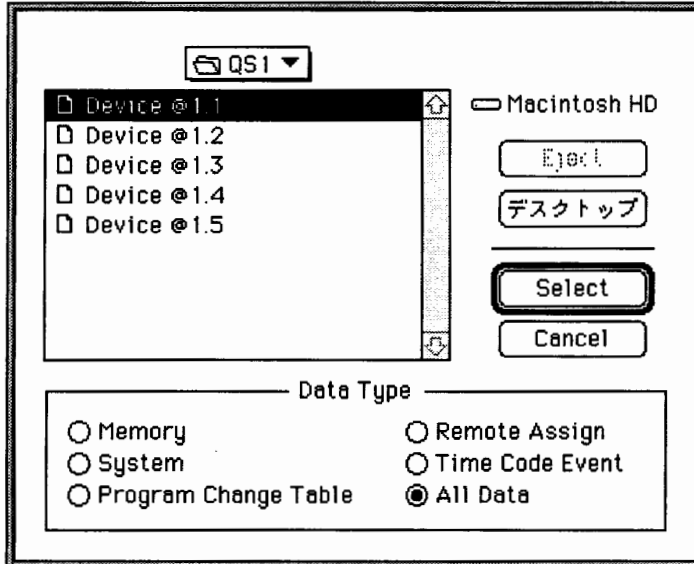 QS1
Device @1.1
Macintosh HD
Device @1.2
Device @1.3
Device @1.4
Device @1.5
Eject
デスクトップ
Select
Cancel
Data Type
Memory
Remote Assign
System
Time Code Event
Program Change Table
All Data